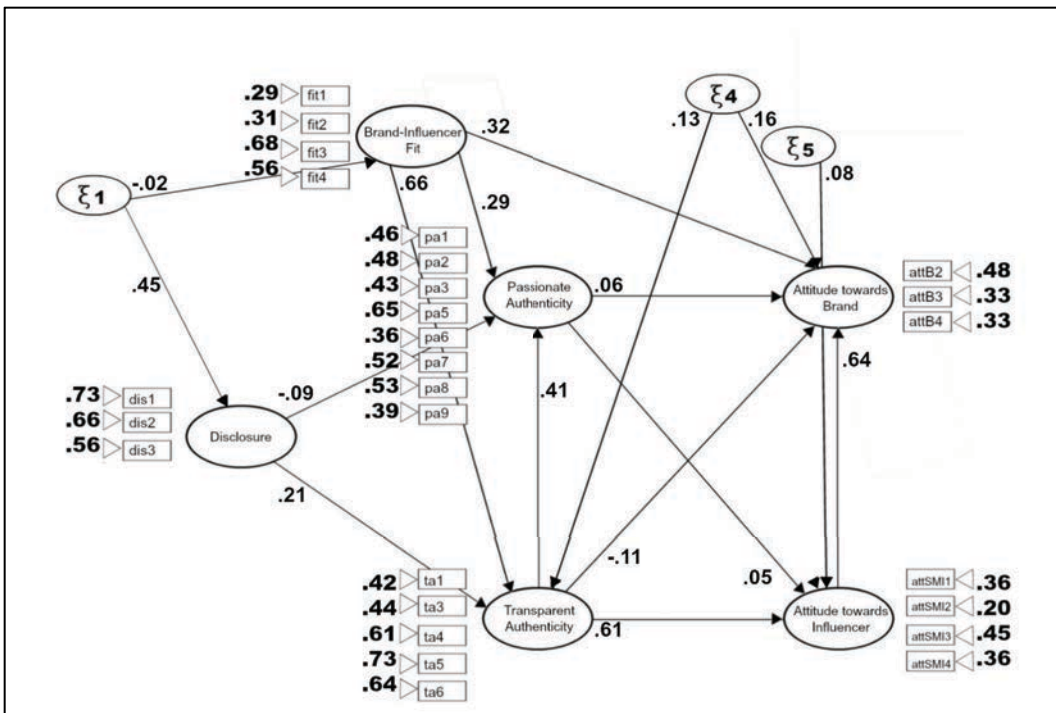 ξ4
.13
.16
ξ5
.08
.29 fit1
.31 fit2
.68 fit3
.56 fit4
Brand-Influencer
Fit
.32
.66
.29
ξ1
-.02
.45
.46 pa1
.48 pa2
.43 pa3
.65 pa5
.36 pa6
.52 pa7
.53 pa8
.39 pa9
Passionate
Authenticity
.06
Attitude towards
Brand
attB2 .48
attB3 .33
attB4 .33
.73 dis1
.66 dis2
.56 dis3
Disclosure
-.09
.21
.41
.64
-.11
.05
.42 ta1
.44 ta3
.61 ta4
.73 ta5
.64 ta6
Transparent
Authenticity
.61
Attitude towards
Influencer
attSMI1 .36
attSMI2 .20
attSMI3 .45
attSMI4 .36